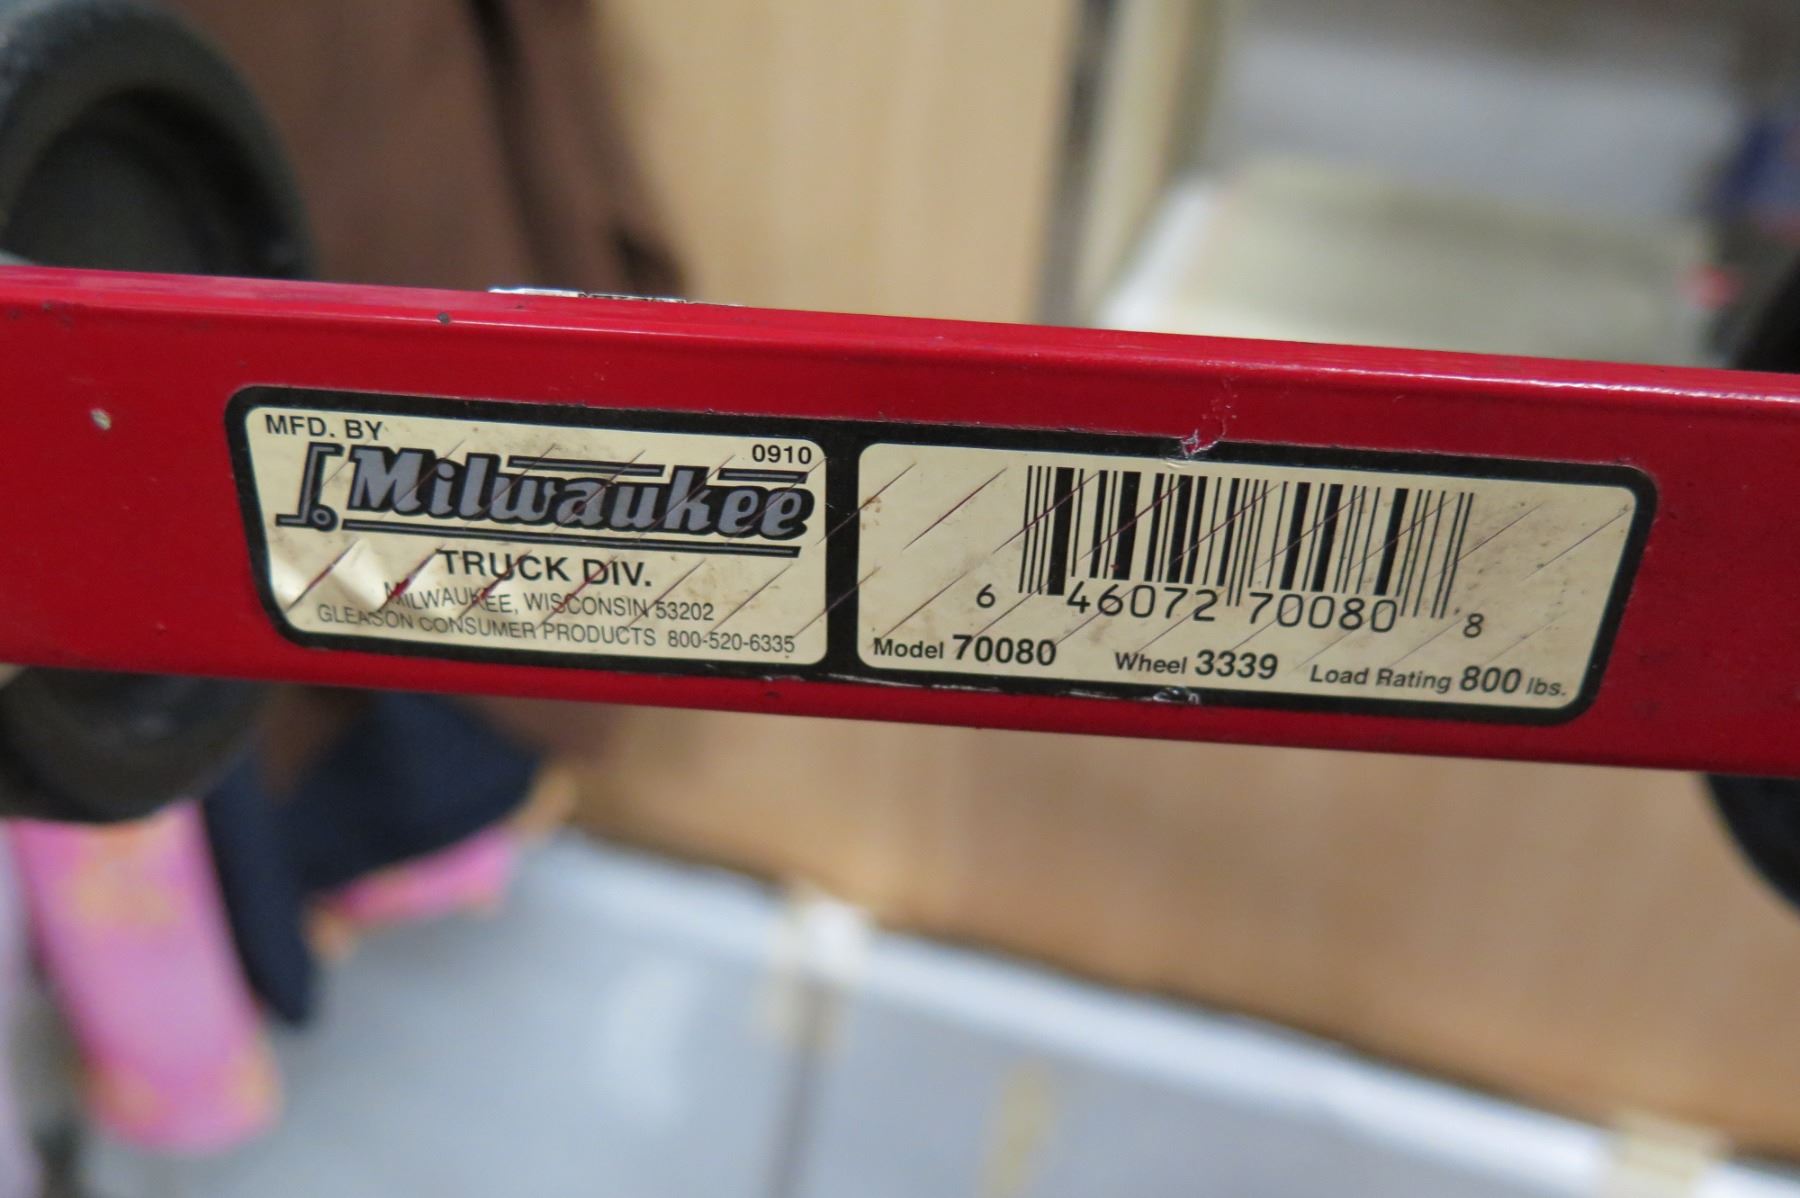 MFD. BY
0910
Milwaukee
TRUCK DIV.
MILWAUKEE, WISCONSIN 53202
GLEASON CONSUMER PRODUCTS 800-520-6335
6 46072 70080 8
Model 70080 Wheel 3339 Load Rating 800 lbs.